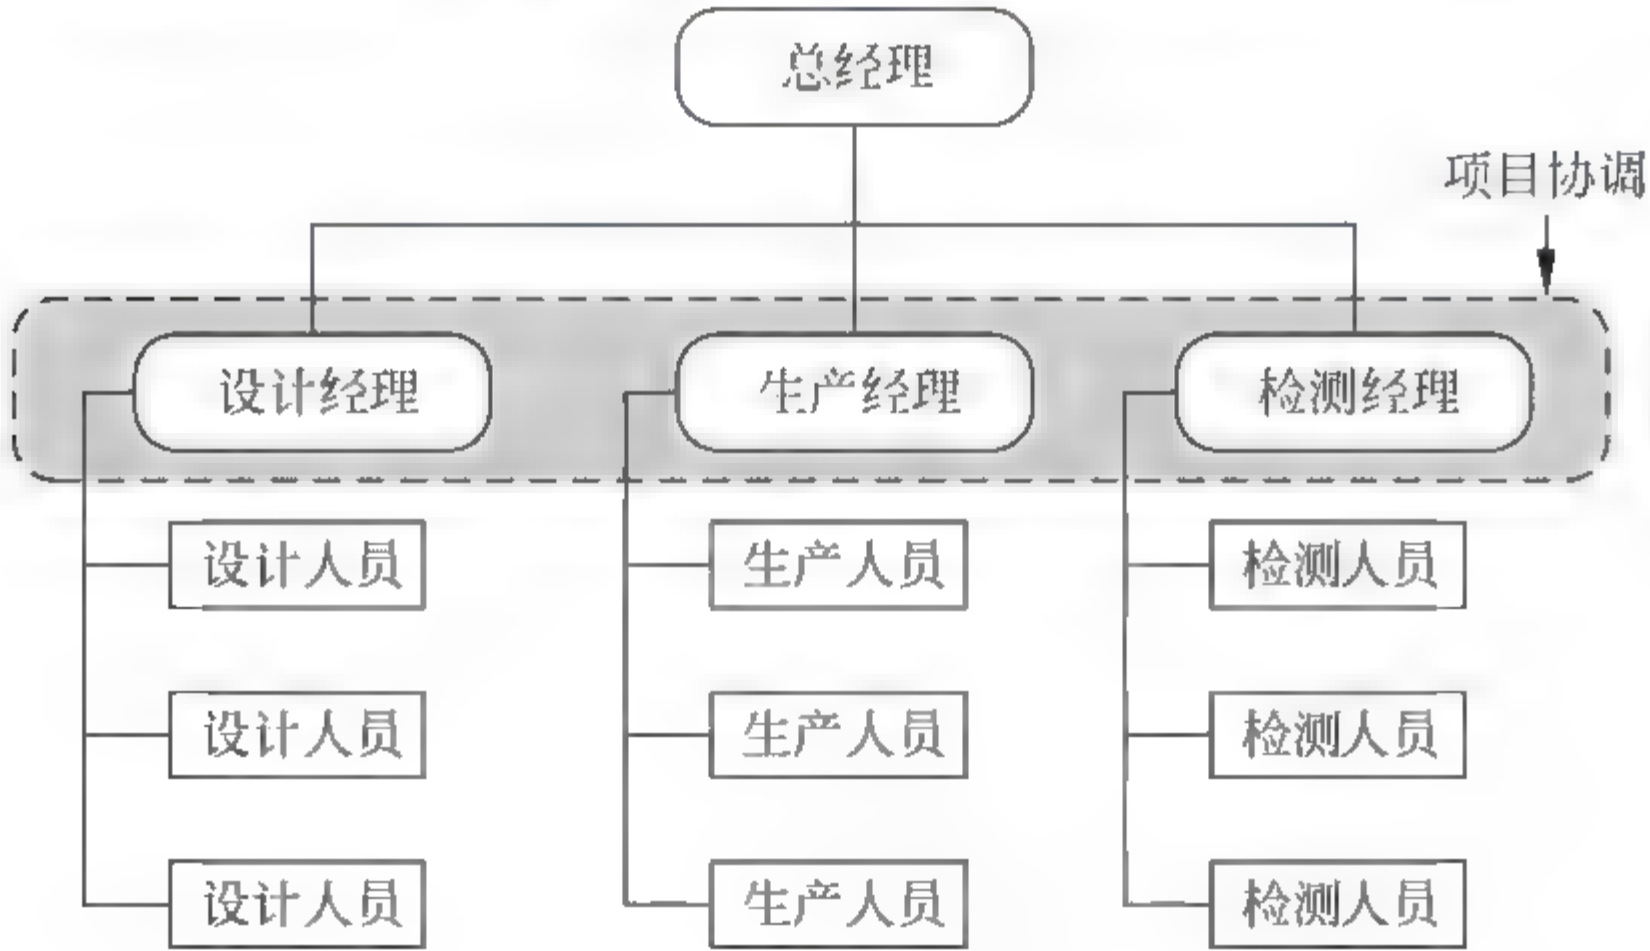 总经理
项目协调
设计经理
生产经理
检测经理
设计人员
生产人员
检测人员
设计人员
生产人员
检测人员
设计人员
生产人员
检测人员